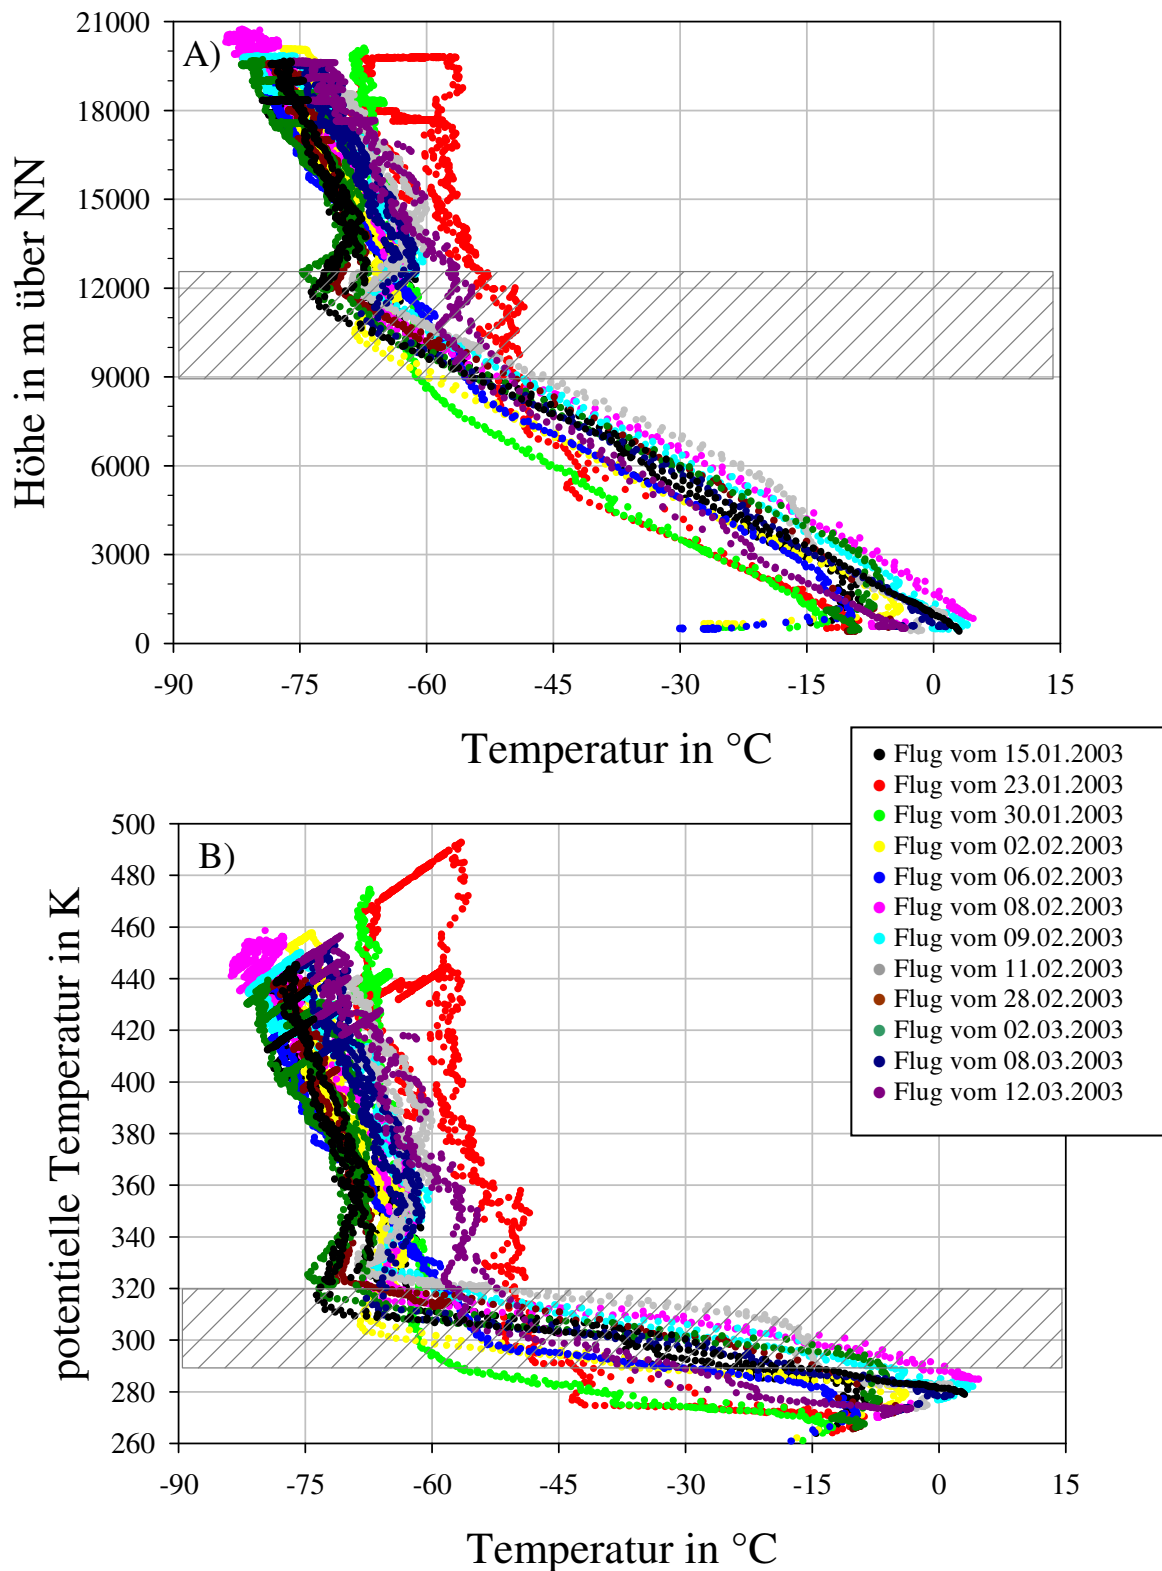 21000
A)
18000
15000
12000
9000
6000
3000
0
Höhe in m über NN
-90 -75 -60 -45 -30 -15 0 15
Temperatur in °C
Flug vom 15.01.2003
Flug vom 23.01.2003
Flug vom 30.01.2003
Flug vom 02.02.2003
Flug vom 06.02.2003
Flug vom 08.02.2003
Flug vom 09.02.2003
Flug vom 11.02.2003
Flug vom 28.02.2003
Flug vom 02.03.2003
Flug vom 08.03.2003
Flug vom 12.03.2003
500
B)
480
460
440
420
400
380
360
340
320
300
280
260
potentielle Temperatur in K
-90 -75 -60 -45 -30 -15 0 15
Temperatur in °C